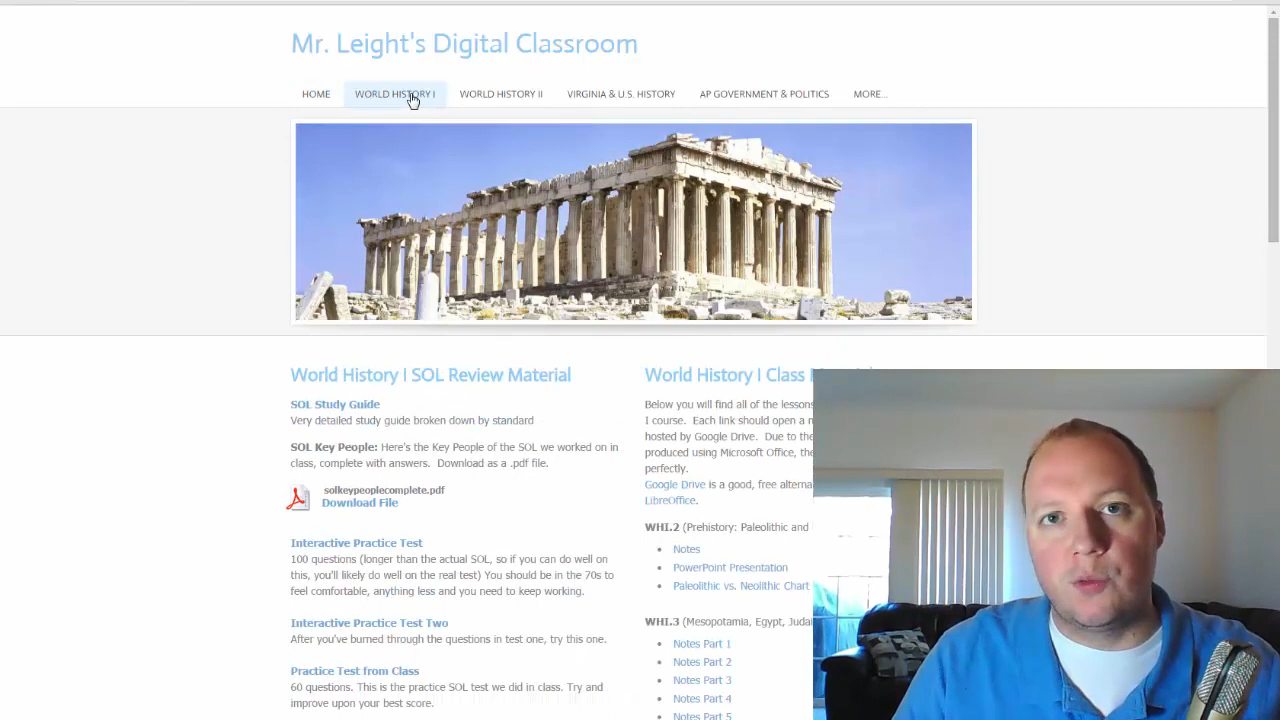 Mr. Leight's Digital Classroom
HOME WORLD HISTORY I WORLD HISTORY II VIRGINIA & U.S. HISTORY AP GOVERNMENT & POLITICS MORE...
World History I SOL Review Material
SOL Study Guide
Very detailed study guide broken down by standard
SOL Key People: Here's the Key People of the SOL we worked on in
class, complete with answers. Download as a .pdf file.
solkeypeoplecomplete.pdf
Download File
Interactive Practice Test
100 questions (longer than the actual SOL, so if you can do well on
this, you'll likely do well on the real test) You should be in the 70s to
feel comfortable, anything less and you need to keep working.
Interactive Practice Test Two
After you've burned through the questions in test one, try this one.
Practice Test from Class
60 questions. This is the practice SOL test we did in class. Try and
improve upon your best score.
World History I Class
Below you will find all of the lessons
I course. Each link should open a
hosted by Google Drive. Due to the
produced using Microsoft Office, the
perfectly.
Google Drive is a good, free
LibreOffice.
WHI.2 (Prehistory: Paleolithic and
Notes
PowerPoint Presentation
Paleolithic vs. Neolithic Chart
WHI.3 (Mesopotamia, Egypt,
Notes Part 1
Notes Part 2
Notes Part 3
Notes Part 4
Notes Part 5